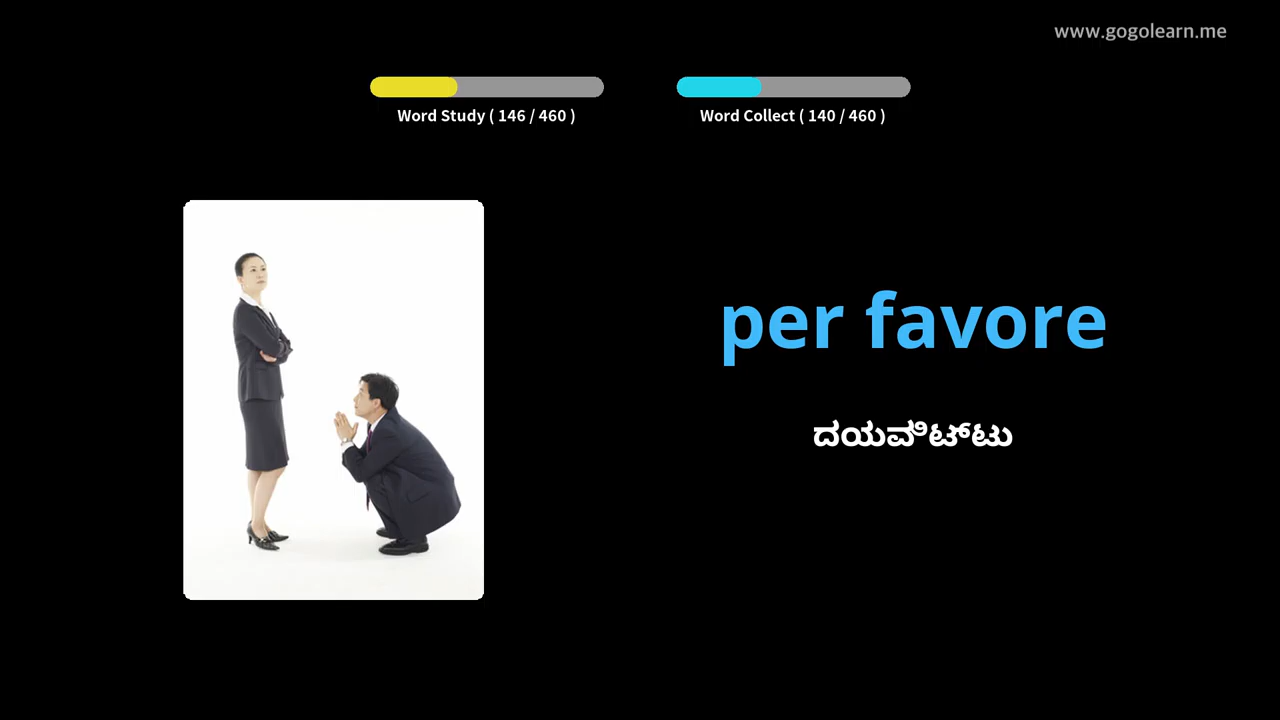 www.gogolearn.me
Word Study ( 146 / 460 )
Word Collect ( 140 / 460 )
per favore
ದಯವಿಟ್ಟು